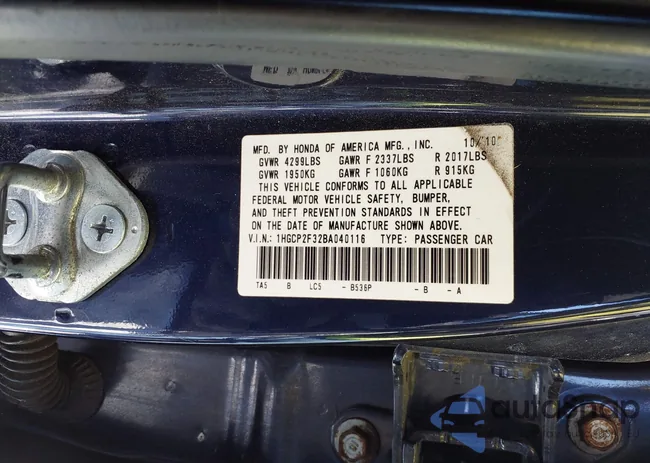 MFD. BY HONDA OF AMERICA MFG., INC. 10/10
GVWR 4299LBS GAWR F 2337LBS R 2017LBS
GVWR 1950KG GAWR F 1060KG R 915KG
THIS VEHICLE CONFORMS TO ALL APPLICABLE
FEDERAL MOTOR VEHICLE SAFETY, BUMPER,
AND THEFT PREVENTION STANDARDS IN EFFECT
ON THE DATE OF MANUFACTURE SHOWN ABOVE.
V.I.N.: 1HGCP2F32BA040116 TYPE: PASSENGER CAR
TA5 B LC5 - B536P - B - A
autoSnap